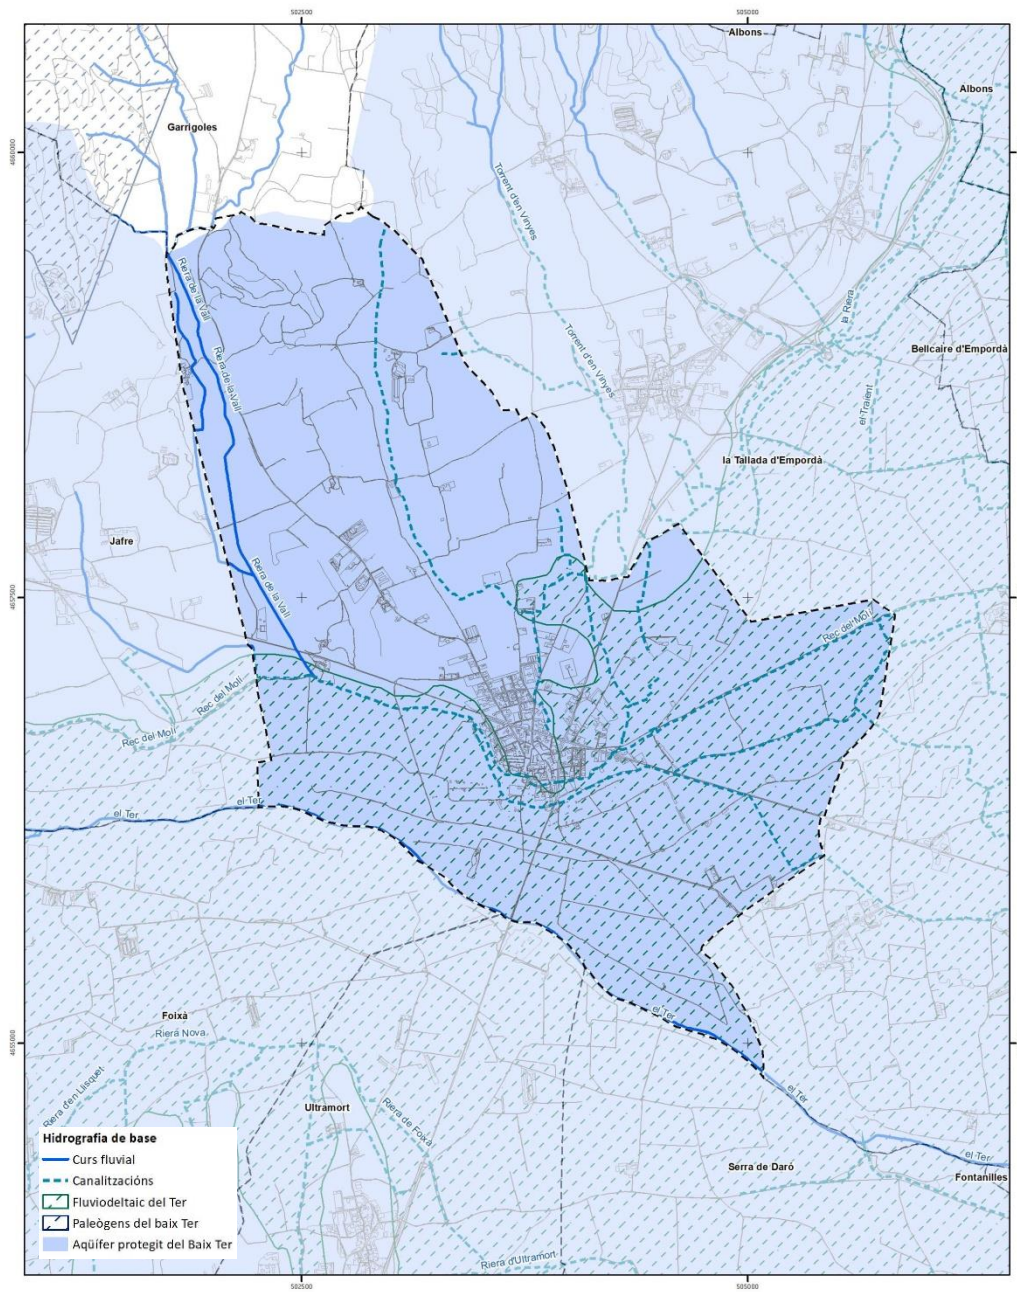 502500
505000
Albons
Albons
Garrigoles
4660000
Torrent d'en Vinyes
Riera de la Vall
la Riera
Torrent d'en Vinyes
Riera de la Vall
Bellcaire d'Empordà
el Traient
la Tallada d'Empordà
Jafre
Riera de la Vall
Rec del Molí
Rec del Molí
Rec del Molí
el Ter
el Ter
Foixà
el Ter
Riera Nova
4655000
Riera d'en Llisquet
Ultramort
Riera de Foixà
el Ter
el Ter
Serra de Daró
Fontanilles
Hidrografia de base
Curs fluvial
Canalitzacións
Fluviodeltaic del Ter
Paleògens del baix Ter
Aqüífer protegit del Baix Ter
Riera d'Ultramort
502500
505000